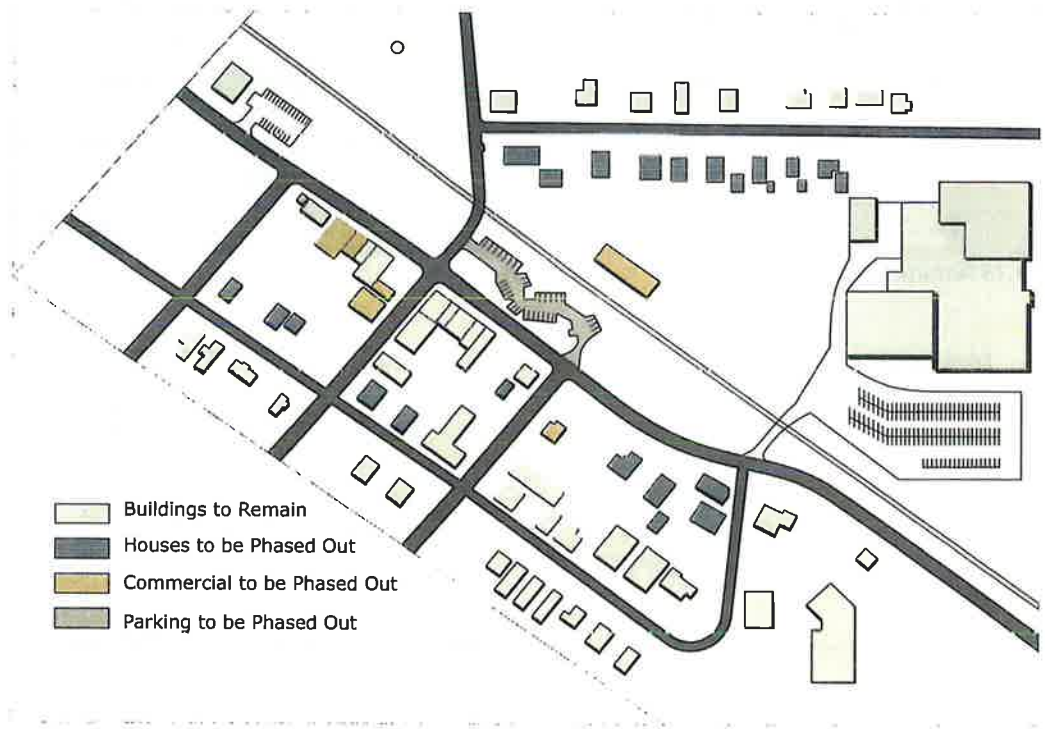 Buildings to Remain
Houses to be Phased Out
Commercial to be Phased Out
Parking to be Phased Out